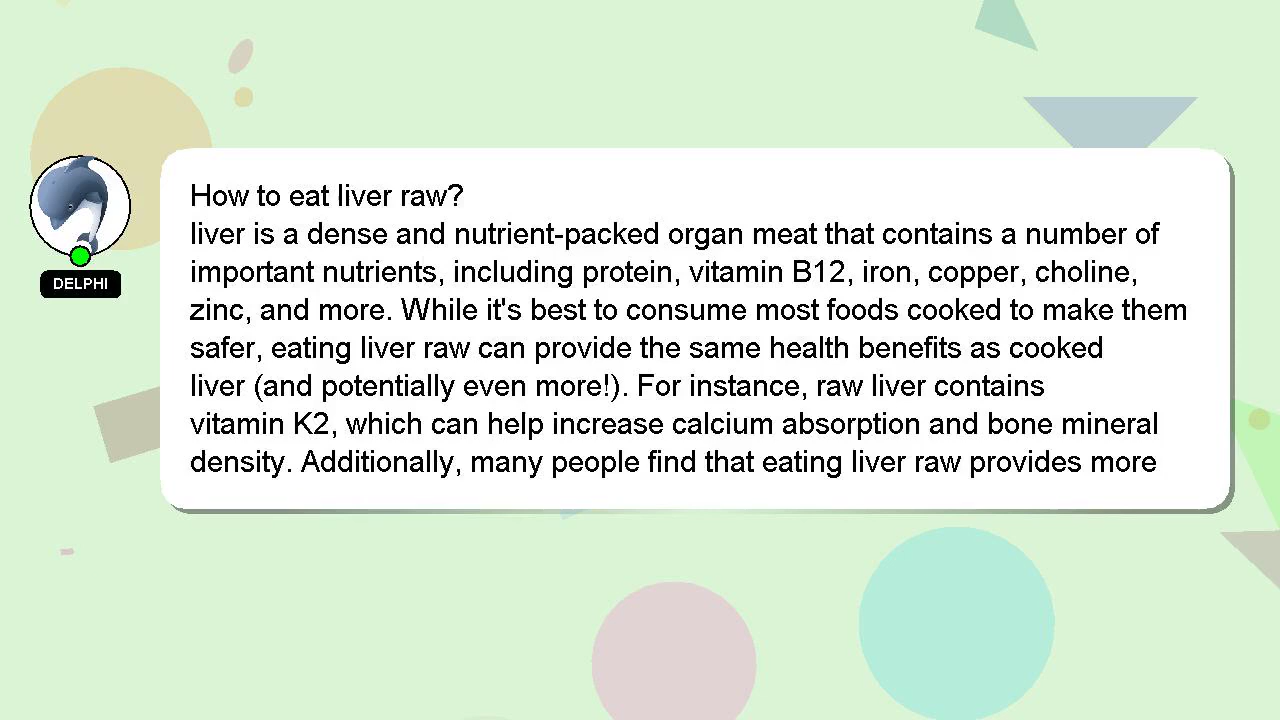 How to eat liver raw?
liver is a dense and nutrient-packed organ meat that contains a number of
important nutrients, including protein, vitamin B12, iron, copper, choline,
zinc, and more. While it's best to consume most foods cooked to make them
safer, eating liver raw can provide the same health benefits as cooked
liver (and potentially even more!). For instance, raw liver contains
vitamin K2, which can help increase calcium absorption and bone mineral
density. Additionally, many people find that eating liver raw provides more
DELPHI